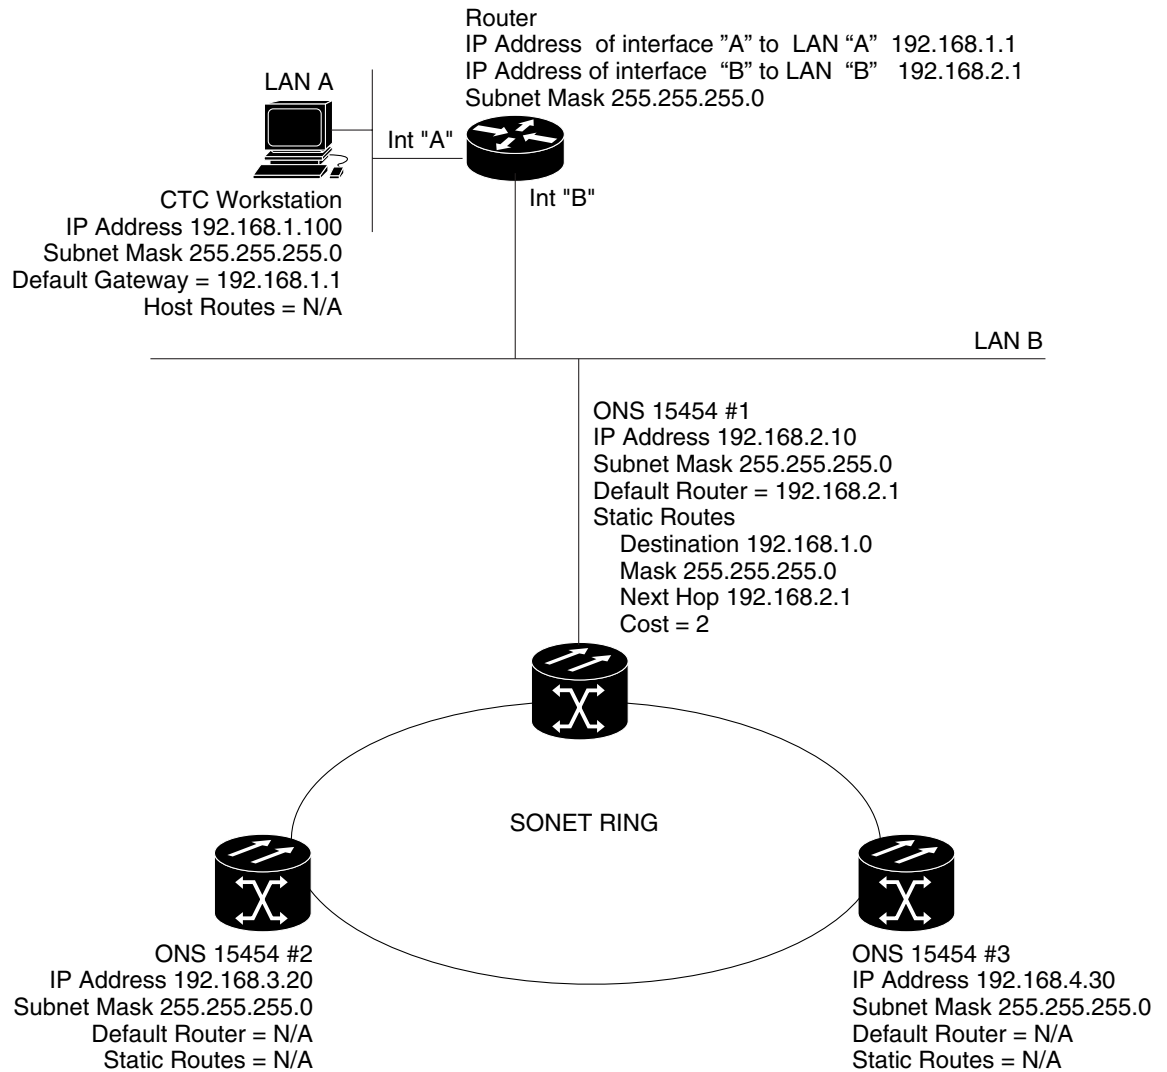 Router
IP Address of interface ”A” to LAN “A” 192.168.1.1
IP Address of interface “B” to LAN “B” 192.168.2.1
Subnet Mask 255.255.255.0
LAN A
Int "A"
Int "B"
CTC Workstation
IP Address 192.168.1.100
Subnet Mask 255.255.255.0
Default Gateway = 192.168.1.1
Host Routes = N/A
LAN B
ONS 15454 #1
IP Address 192.168.2.10
Subnet Mask 255.255.255.0
Default Router = 192.168.2.1
Static Routes
Destination 192.168.1.0
Mask 255.255.255.0
Next Hop 192.168.2.1
Cost = 2
SONET RING
ONS 15454 #2
IP Address 192.168.3.20
Subnet Mask 255.255.255.0
Default Router = N/A
Static Routes = N/A
ONS 15454 #3
IP Address 192.168.4.30
Subnet Mask 255.255.255.0
Default Router = N/A
Static Routes = N/A